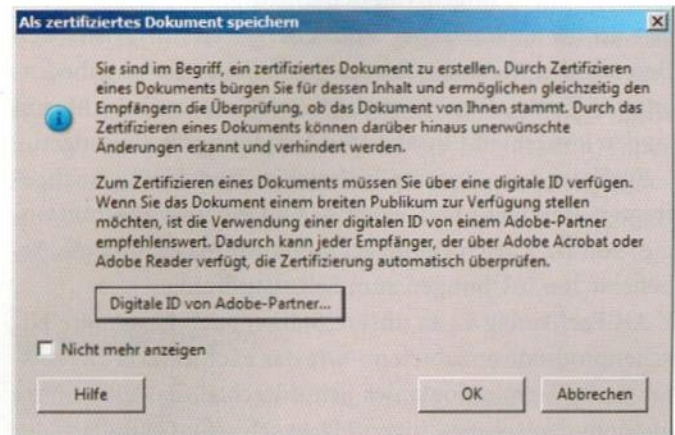 Als zertifiziertes Dokument speichern
Sie sind im Begriff, ein zertifiziertes Dokument zu erstellen. Durch Zertifizieren
eines Dokuments bürgen Sie für dessen Inhalt und ermöglichen gleichzeitig den
Empfängern die Überprüfung, ob das Dokument von Ihnen stammt. Durch das
Zertifizieren eines Dokuments können darüber hinaus unerwünschte
Änderungen erkannt und verhindert werden.
Zum Zertifizieren eines Dokuments müssen Sie über eine digitale ID verfügen.
Wenn Sie das Dokument einem breiten Publikum zur Verfügung stellen
möchten, ist die Verwendung einer digitalen ID von einem Adobe-Partner
empfehlenswert. Dadurch kann jeder Empfänger, der über Adobe Acrobat oder
Adobe Reader verfügt, die Zertifizierung automatisch überprüfen.
Digitale ID von Adobe-Partner...
Nicht mehr anzeigen
Hilfe OK Abbrechen